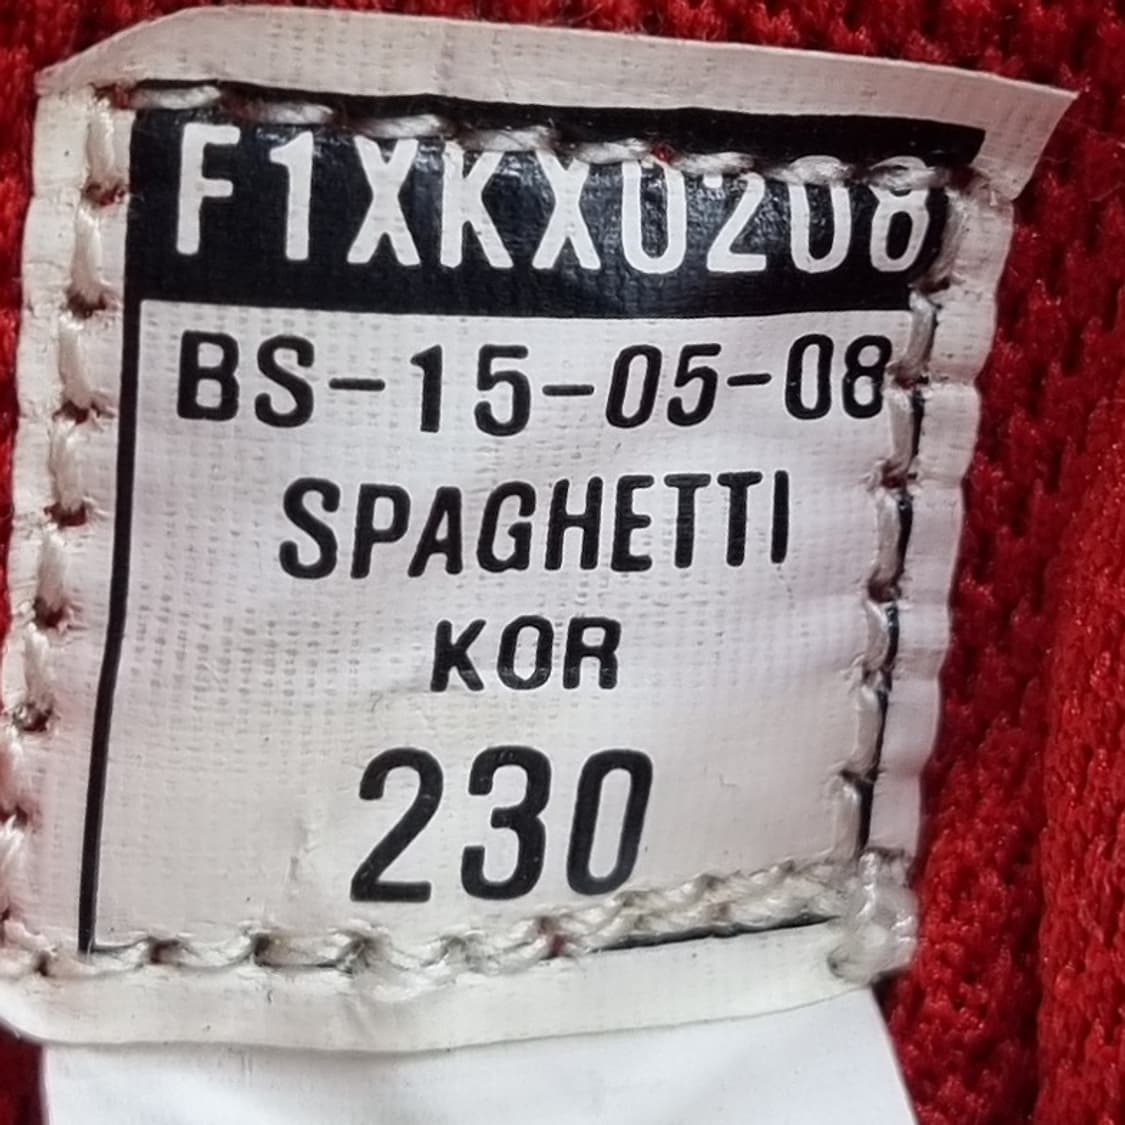 F1XKX0208
BS-15-05-08
SPAGHETTI
KOR
230